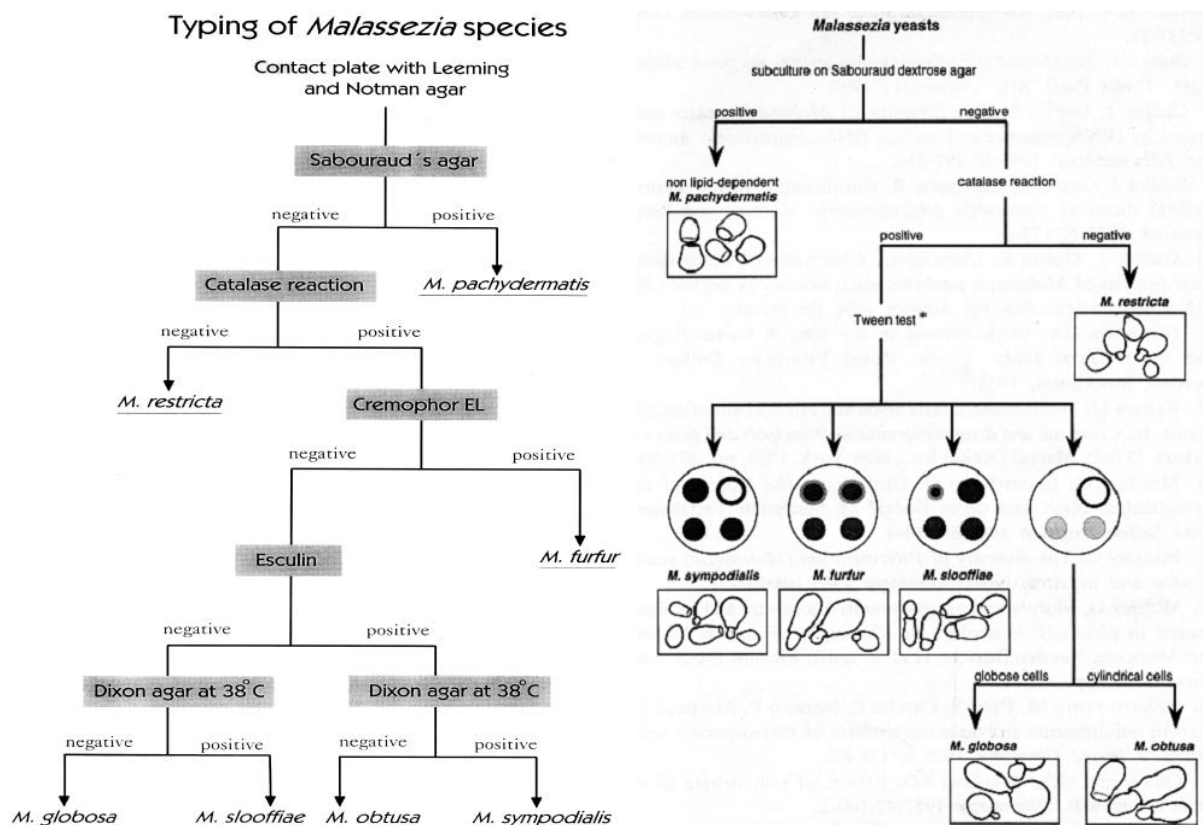 Typing of Malassezia species
Contact plate with Leeming
and Notman agar
Sabouraud´s agar
negative
positive
Catalase reaction
M. pachydermatis
negative
positive
M. restricta
Cremophor EL
negative
positive
Esculin
M. furfur
negative
positive
Dixon agar at 38°C
Dixon agar at 38°C
negative
positive
negative
positive
M. globosa
M. slooffiae
M. obtusa
M. sympodialis
Malassezia yeasts
subculture on Sabouraud dextrose agar
positive
negative
non lipid-dependent
M. pachydermatis
catalase reaction
positive
negative
M. restricta
Tween test *
M. sympodialis
M. furfur
M. slooffiae
globose cells
cylindrical cells
M. globosa
M. obtusa